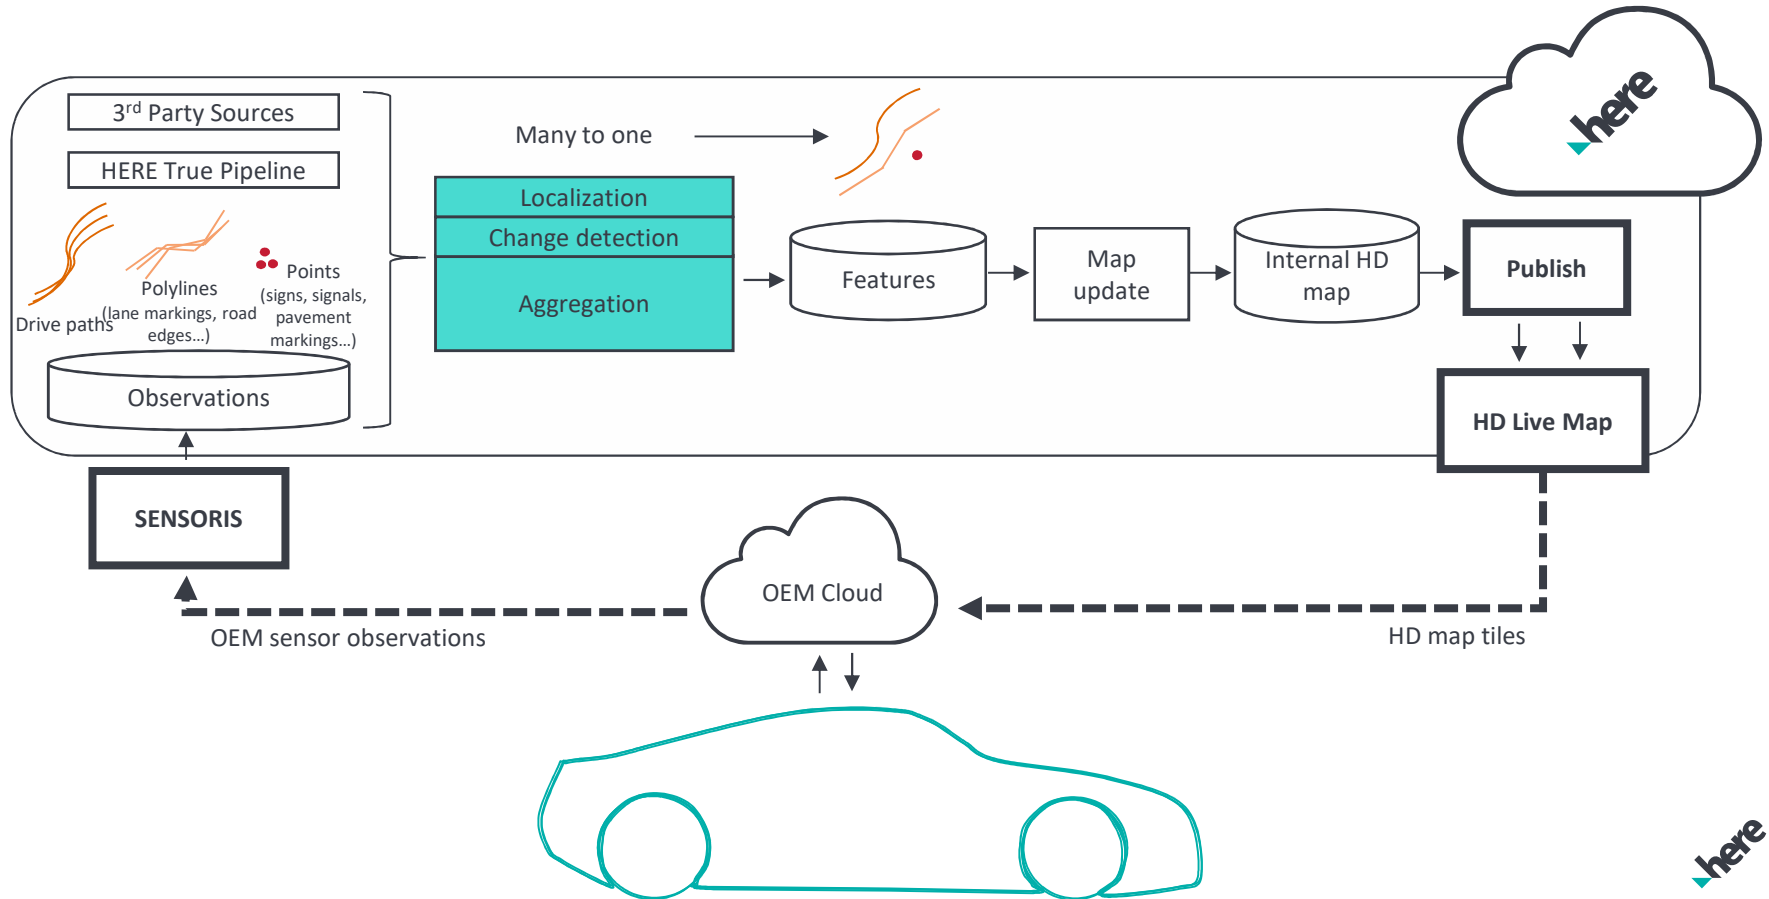 here
3rd Party Sources
HERE True Pipeline
Many to one
Localization
Change detection
Aggregation
Drive paths
Polylines
(lane markings, road
edges...)
Points
(signs, signals,
pavement
markings...)
Observations
Features
Map
update
Internal HD
map
Publish
HD Live Map
SENSORIS
OEM Cloud
OEM sensor observations
HD map tiles
here